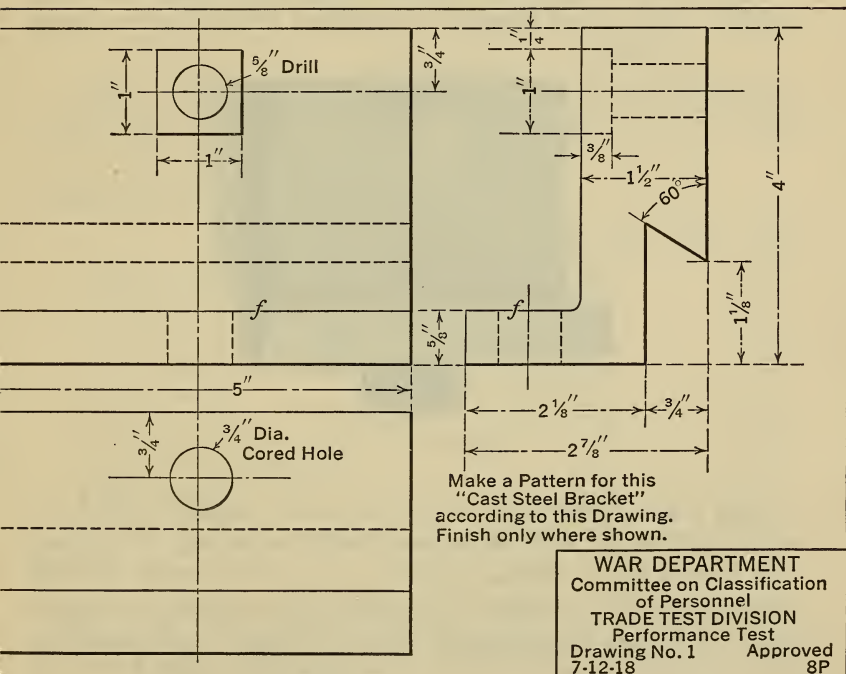 5/8″ Drill
1″
1″
3/4″
1/4″
1″
3/8″
1 1/2″
60°
4″
f
f
5/8″
1 1/8″
5″
2 1/8″
3/4″
2 7/8″
3/4″
3/4″ Dia.
Cored Hole
Make a Pattern for this
"Cast Steel Bracket"
according to this Drawing.
Finish only where shown.
WAR DEPARTMENT
Committee on Classification
of Personnel
TRADE TEST DIVISION
Performance Test
Drawing No. 1 Approved
7-12-18 8P